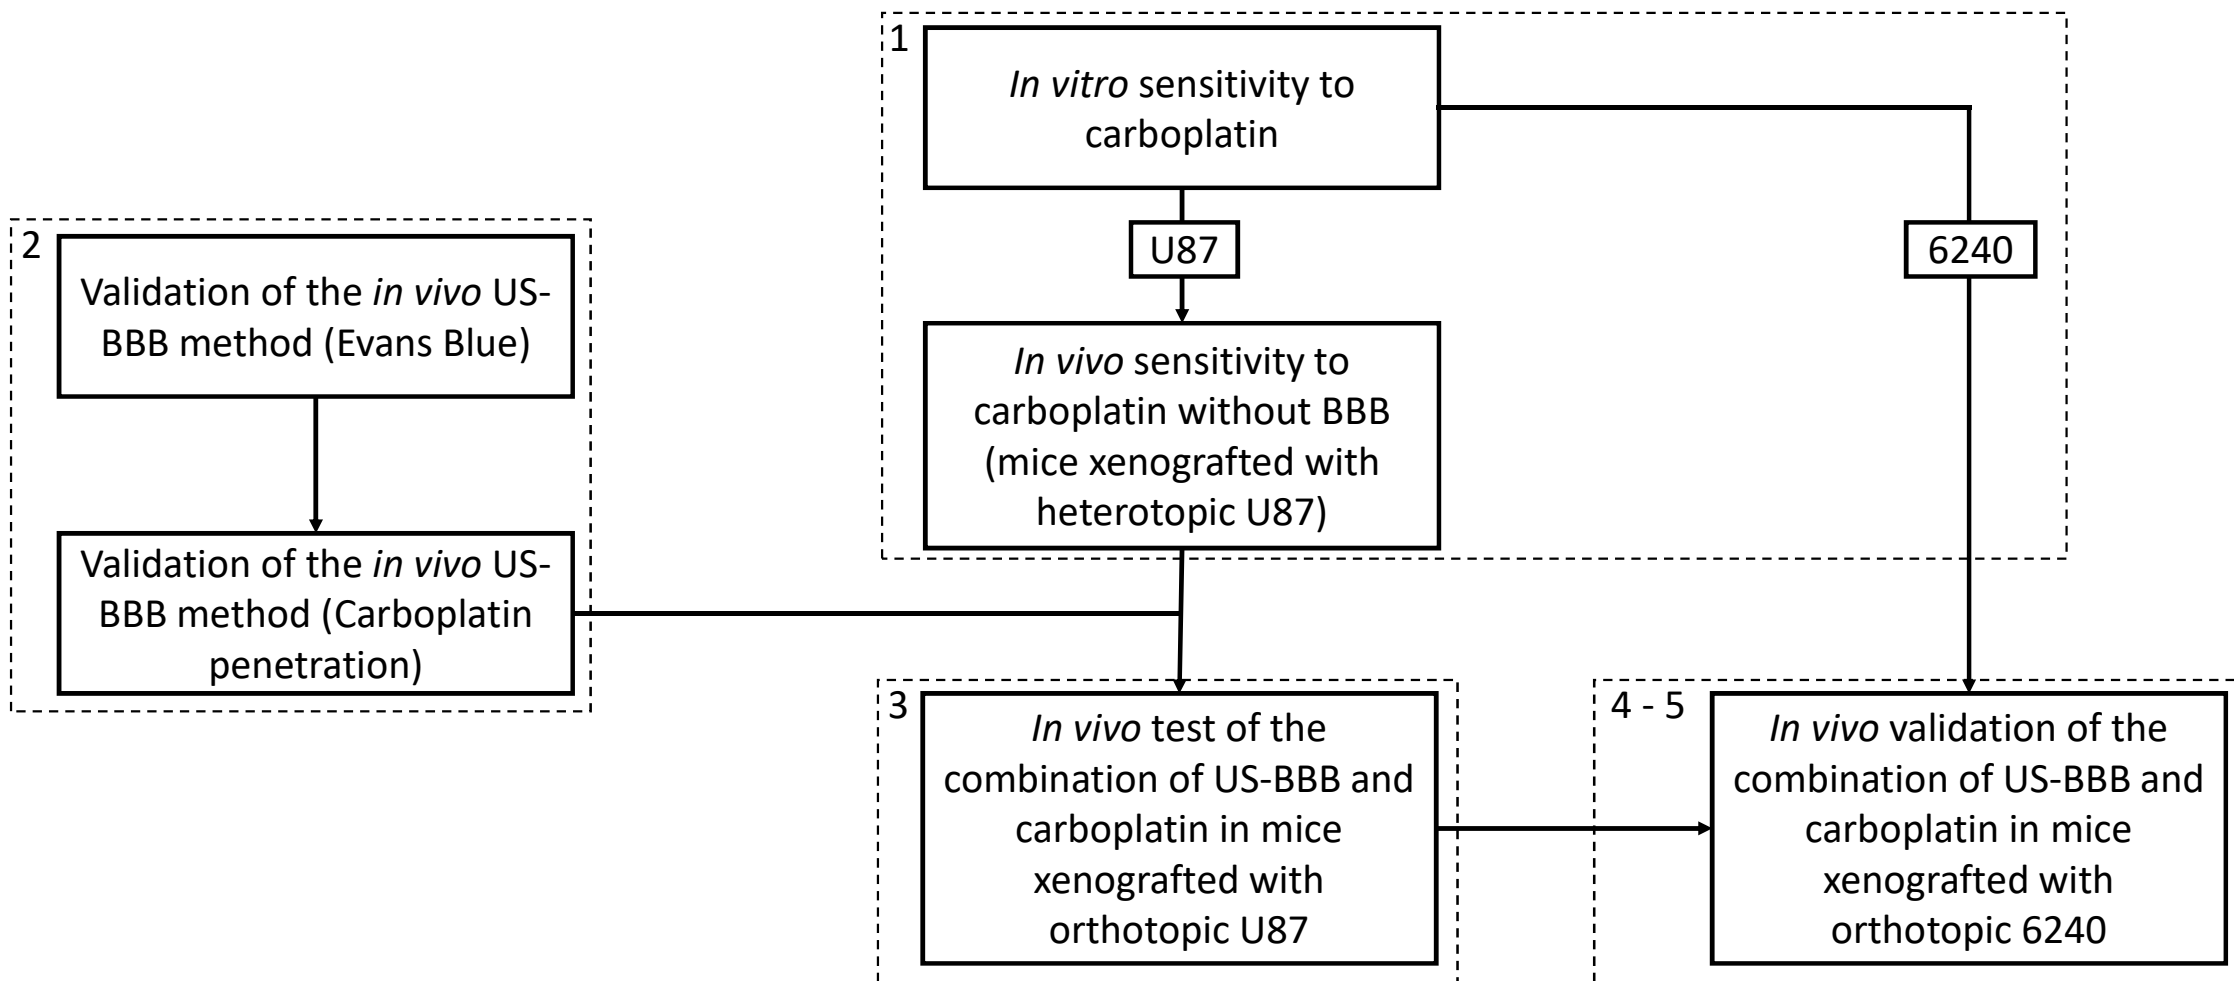 1
In vitro sensitivity to
carboplatin
U87
6240
In vivo sensitivity to
carboplatin without BBB
(mice xenografted with
heterotopic U87)
2
Validation of the in vivo US-
BBB method (Evans Blue)
Validation of the in vivo US-
BBB method (Carboplatin
penetration)
3
In vivo test of the
combination of US-BBB and
carboplatin in mice
xenografted with
orthotopic U87
4 - 5
In vivo validation of the
combination of US-BBB and
carboplatin in mice
xenografted with
orthotopic 6240